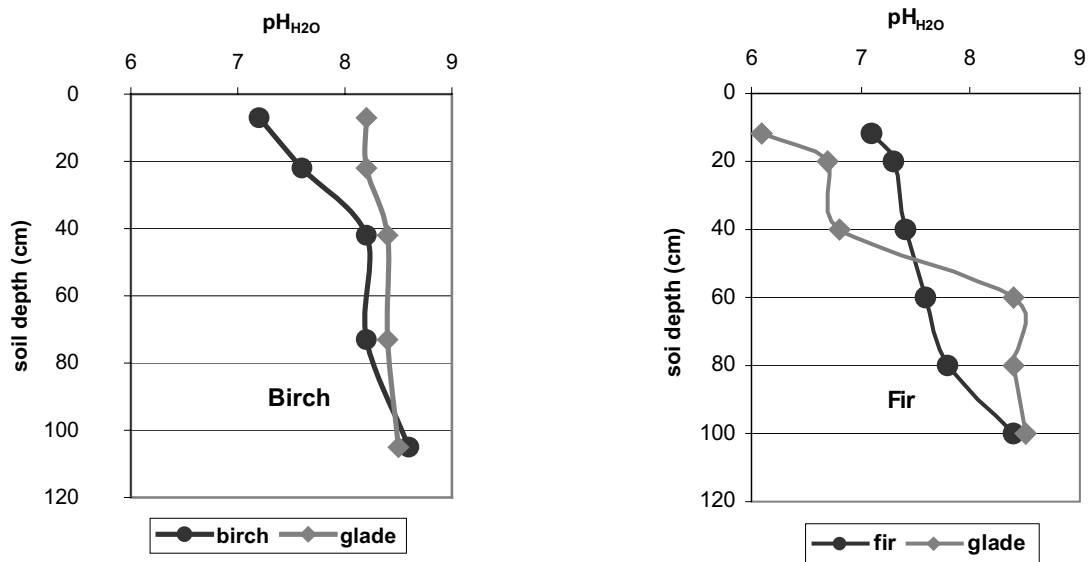 pHH2O
6 7 8 9
0
20
40
60
80
100
120
soil depth (cm)
Birch
birch glade
pHH2O
6 7 8 9
0
20
40
60
80
100
120
soi depth (cm)
Fir
fir glade